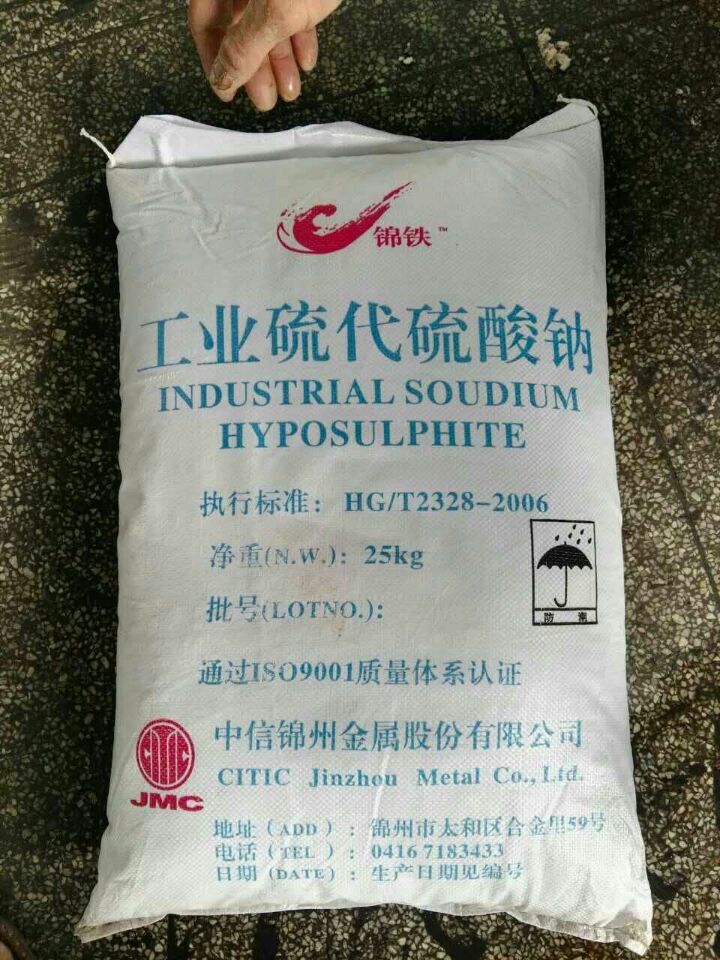 锦铁™
工业硫代硫酸钠
INDUSTRIAL SOUDIUM
HYPOSULPHITE
执行标准：HG/T2328-2006
净重(N.W.)：25kg
批号(LOTNO.)：
防潮
通过ISO9001质量体系认证
中信锦州金属股份有限公司
CITIC Jinzhou Metal Co., Ltd.
JMC
地址（ADD）：锦州市太和区合金里59号
电话（TEL）：0416 7183433
日期（DATE）：生产日期见编号